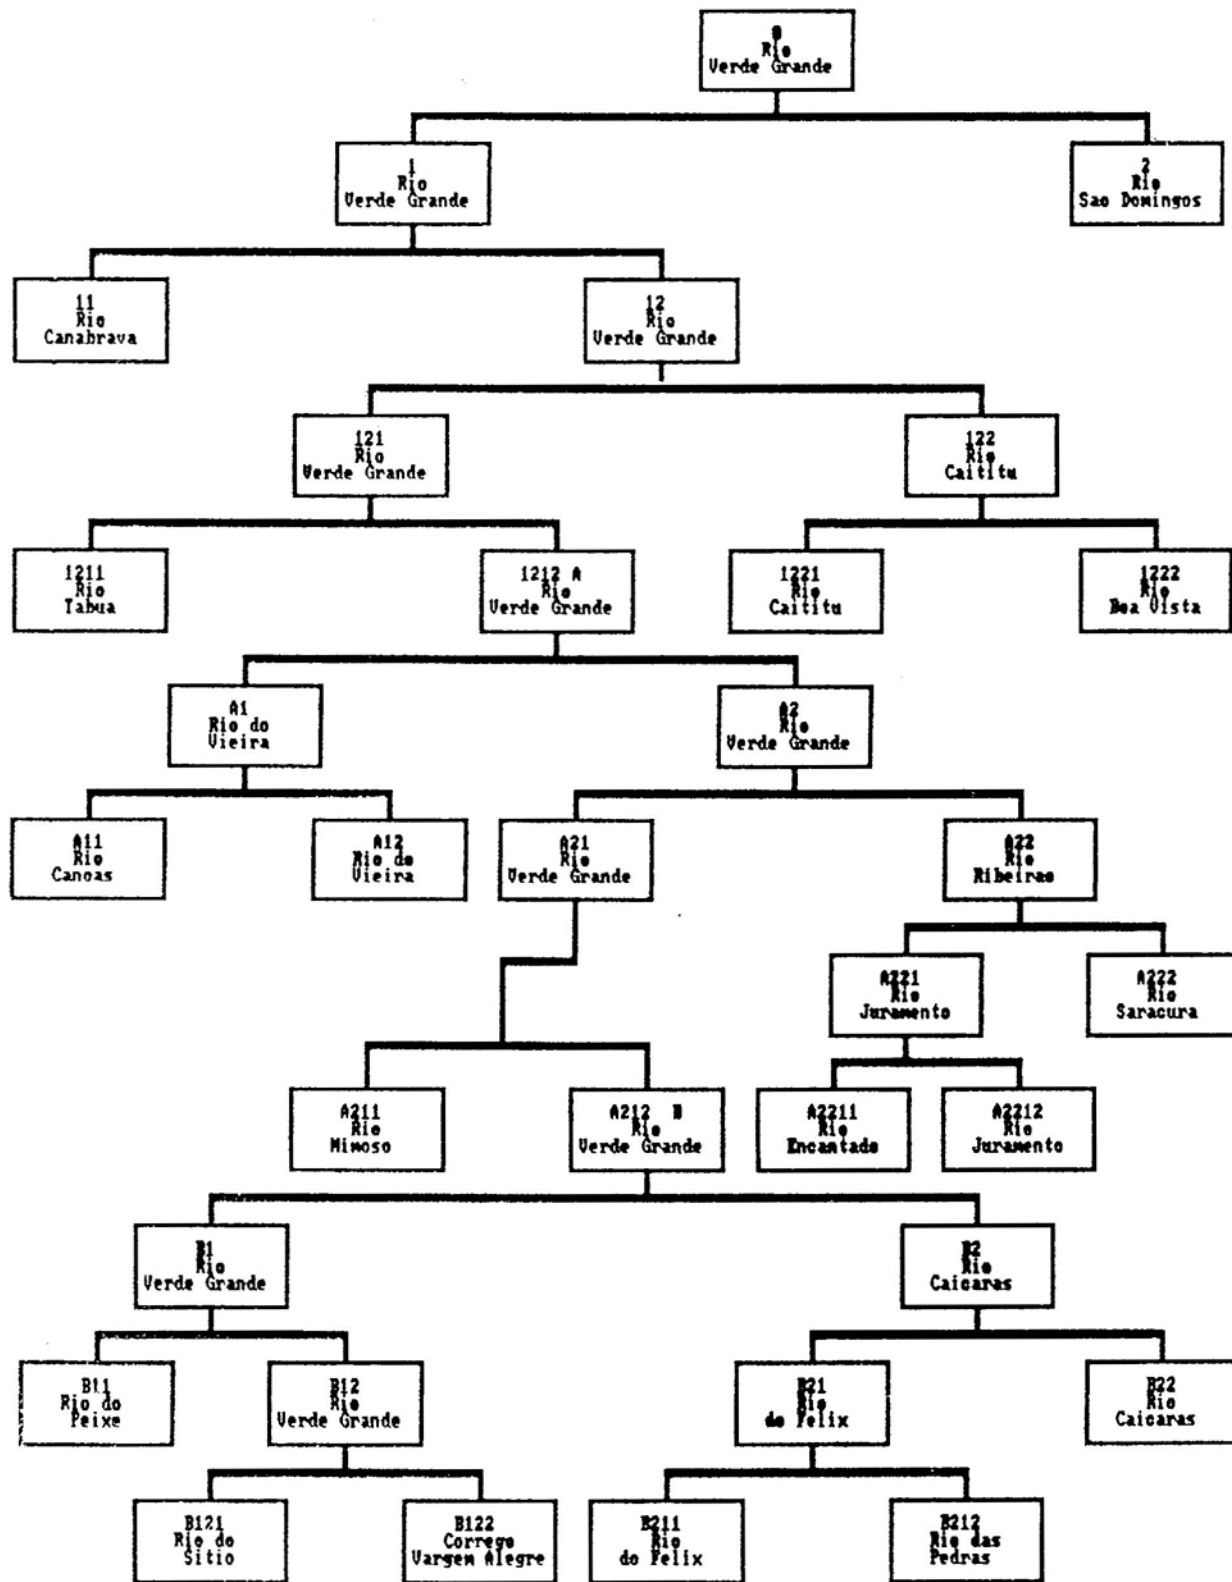 0
Rio
Verde Grande
1
Rio
Verde Grande
2
Rio
Sao Domingos
11
Rio
Canabrava
12
Rio
Verde Grande
121
Rio
Verde Grande
122
Rio
Caititu
1211
Rio
Tabua
1212 A
Rio
Verde Grande
1221
Rio
Caititu
1222
Rio
Boa Vista
A1
Rio do
Vieira
A2
Rio
Verde Grande
A11
Rio
Canoas
A12
Rio do
Vieira
A21
Rio
Verde Grande
A22
Rio
Ribeirao
A221
Rio
Juramento
A222
Rio
Saracura
A211
Rio
Mimoso
A212 B
Rio
Verde Grande
A2211
Rio
Encantado
A2212
Rio
Juramento
B1
Rio
Verde Grande
B2
Rio
Caicaras
B11
Rio do
Peixe
B12
Rio
Verde Grande
B21
Rio
do Felix
B22
Rio
Caicaras
B121
Rio do
Sitio
B122
Corrego
Vargem Alegre
B211
Rio
do Felix
B212
Rio das
Pedras